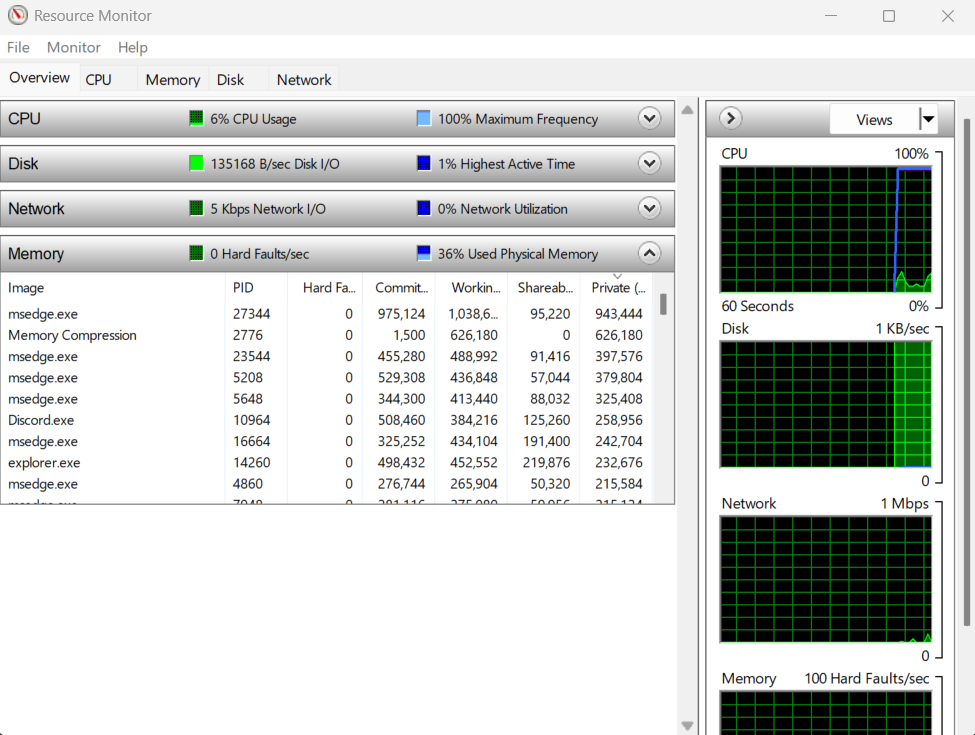 Resource Monitor
File Monitor Help
Overview CPU Memory Disk Network
CPU 6% CPU Usage 100% Maximum Frequency
Disk 135168 B/sec Disk I/O 1% Highest Active Time
Network 5 Kbps Network I/O 0% Network Utilization
Memory 0 Hard Faults/sec 36% Used Physical Memory
Image PID Hard Fa... Commit... Workin... Shareab... Private (...
msedge.exe 27344 0 975,124 1,038,6... 95,220 943,444
Memory Compression 2776 0 1,500 626,180 0 626,180
msedge.exe 23544 0 455,280 488,992 91,416 397,576
msedge.exe 5208 0 529,308 436,848 57,044 379,804
msedge.exe 5648 0 344,300 413,440 88,032 325,408
Discord.exe 10964 0 508,460 384,216 125,260 258,956
msedge.exe 16664 0 325,252 434,104 191,400 242,704
explorer.exe 14260 0 498,432 452,552 219,876 232,676
msedge.exe 4860 0 276,744 265,904 50,320 215,584
Views
CPU 100%
60 Seconds 0%
Disk 1 KB/sec
0
Network 1 Mbps
0
Memory 100 Hard Faults/sec